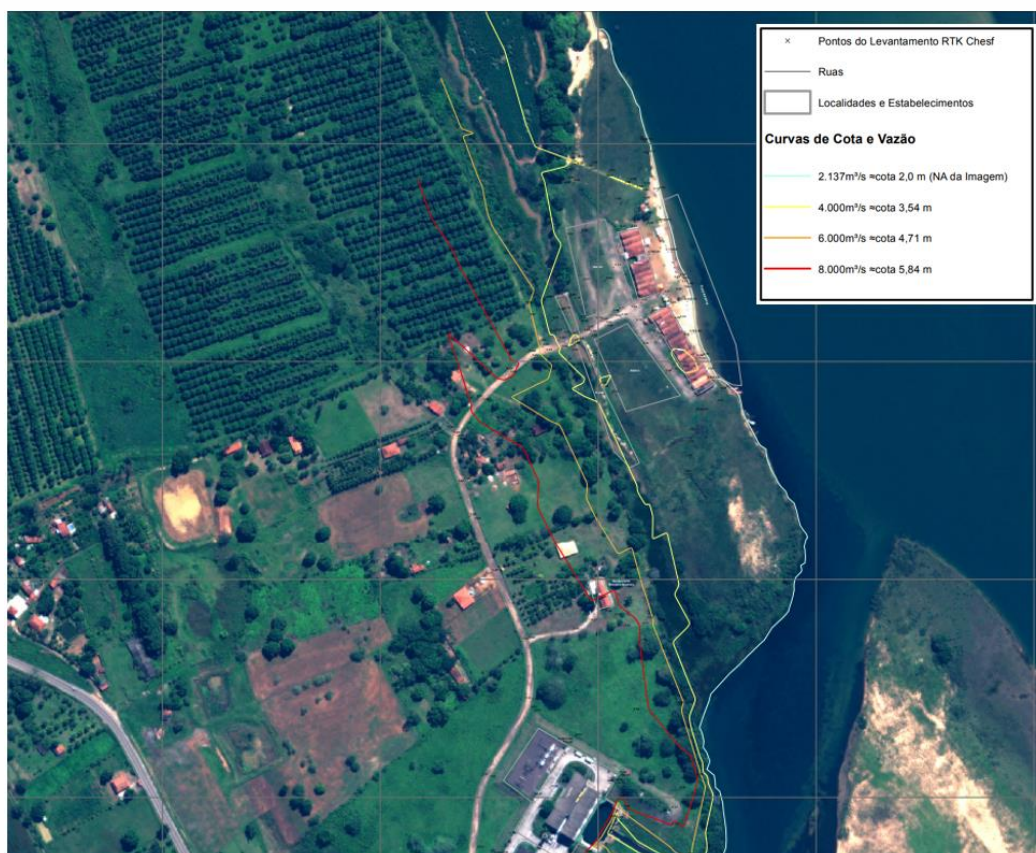 Pontos do Levantamento RTK Chesf
Ruas
Localidades e Estabelecimentos
Curvas de Cota e Vazão
2.137m³/s ≈cota 2,0 m (NA da Imagem)
4.000m³/s ≈cota 3,54 m
6.000m³/s ≈cota 4,71 m
8.000m³/s ≈cota 5,84 m